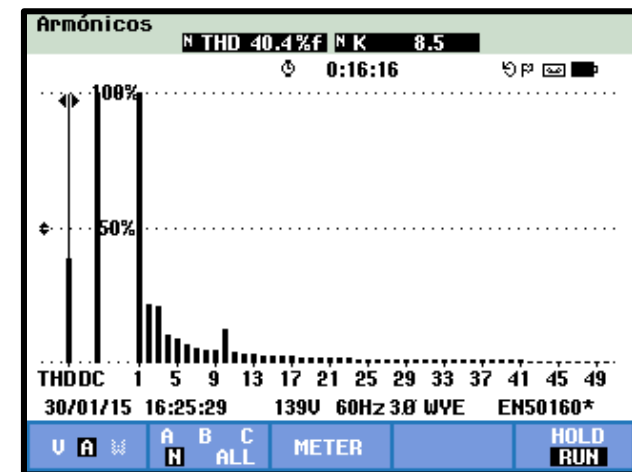 Armónicos
N THD 40.4%f N K 8.5
0:16:16
100%
50%
THD DC 1 5 9 13 17 21 25 29 33 37 41 45 49
30/01/15 16:25:29 139V 60Hz 3Ø WYE EN50160*
V A W
A B C
N ALL
METER
HOLD
RUN